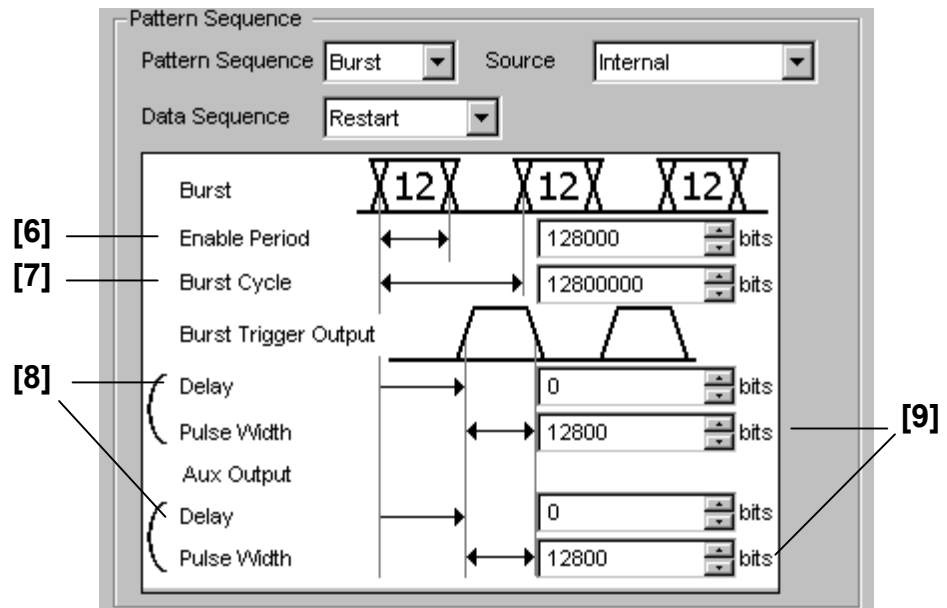 Pattern Sequence
Pattern Sequence Burst Source Internal
Data Sequence Restart
Burst 12 12 12
[6] Enable Period 128000 bits
[7] Burst Cycle 12800000 bits
Burst Trigger Output
[8] Delay 0 bits
[9]
Pulse Width 12800 bits
Aux Output
Delay 0 bits
Pulse Width 12800 bits